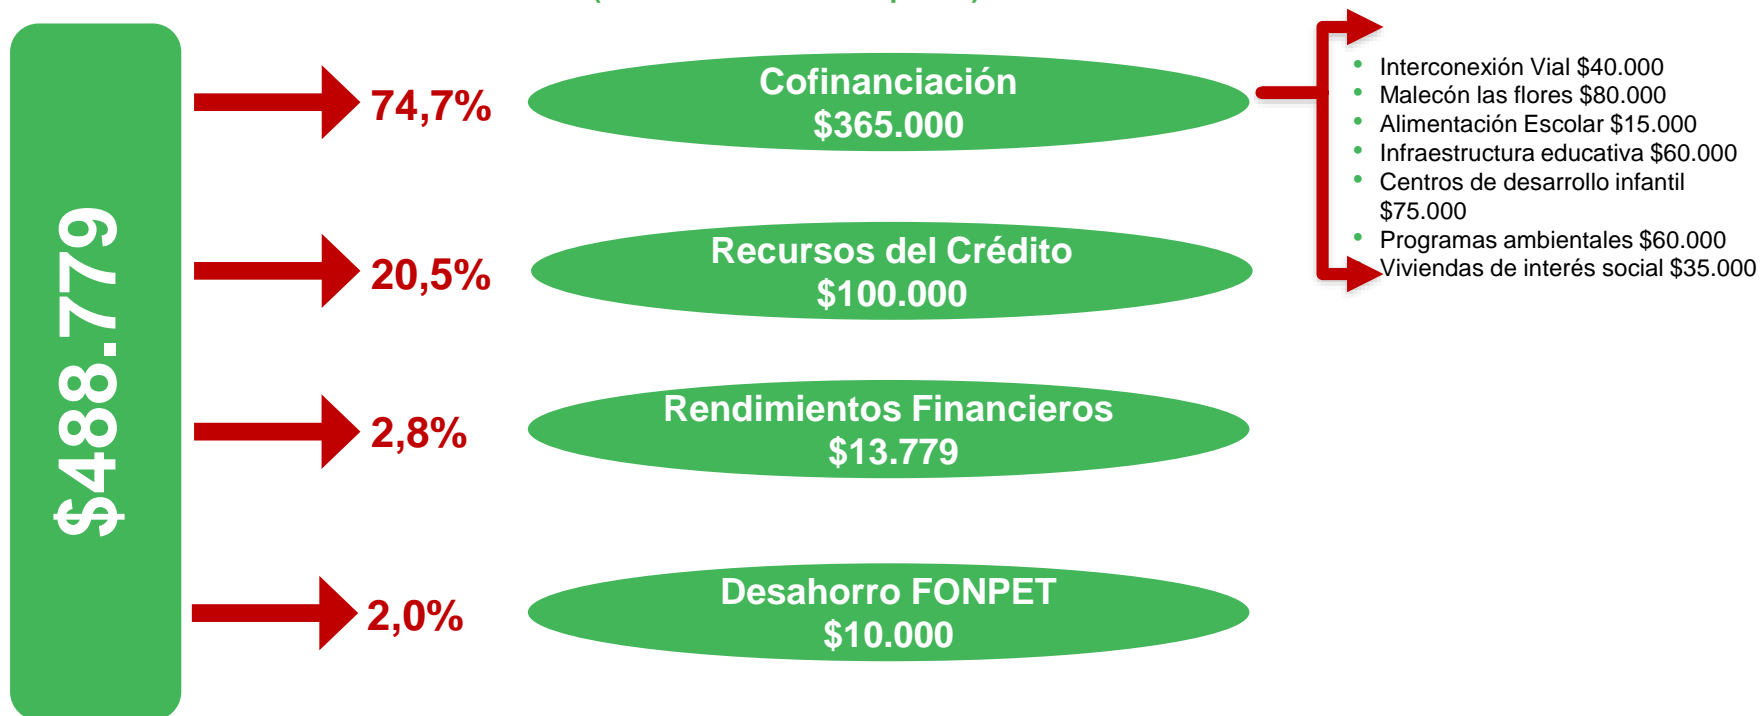 $488.779
74,7%
Cofinanciación
$365.000
• Interconexión Vial $40.000
• Malecón las flores $80.000
• Alimentación Escolar $15.000
• Infraestructura educativa $60.000
• Centros de desarrollo infantil
$75.000
• Programas ambientales $60.000
Viviendas de interés social $35.000
20,5%
Recursos del Crédito
$100.000
2,8%
Rendimientos Financieros
$13.779
2,0%
Desahorro FONPET
$10.000